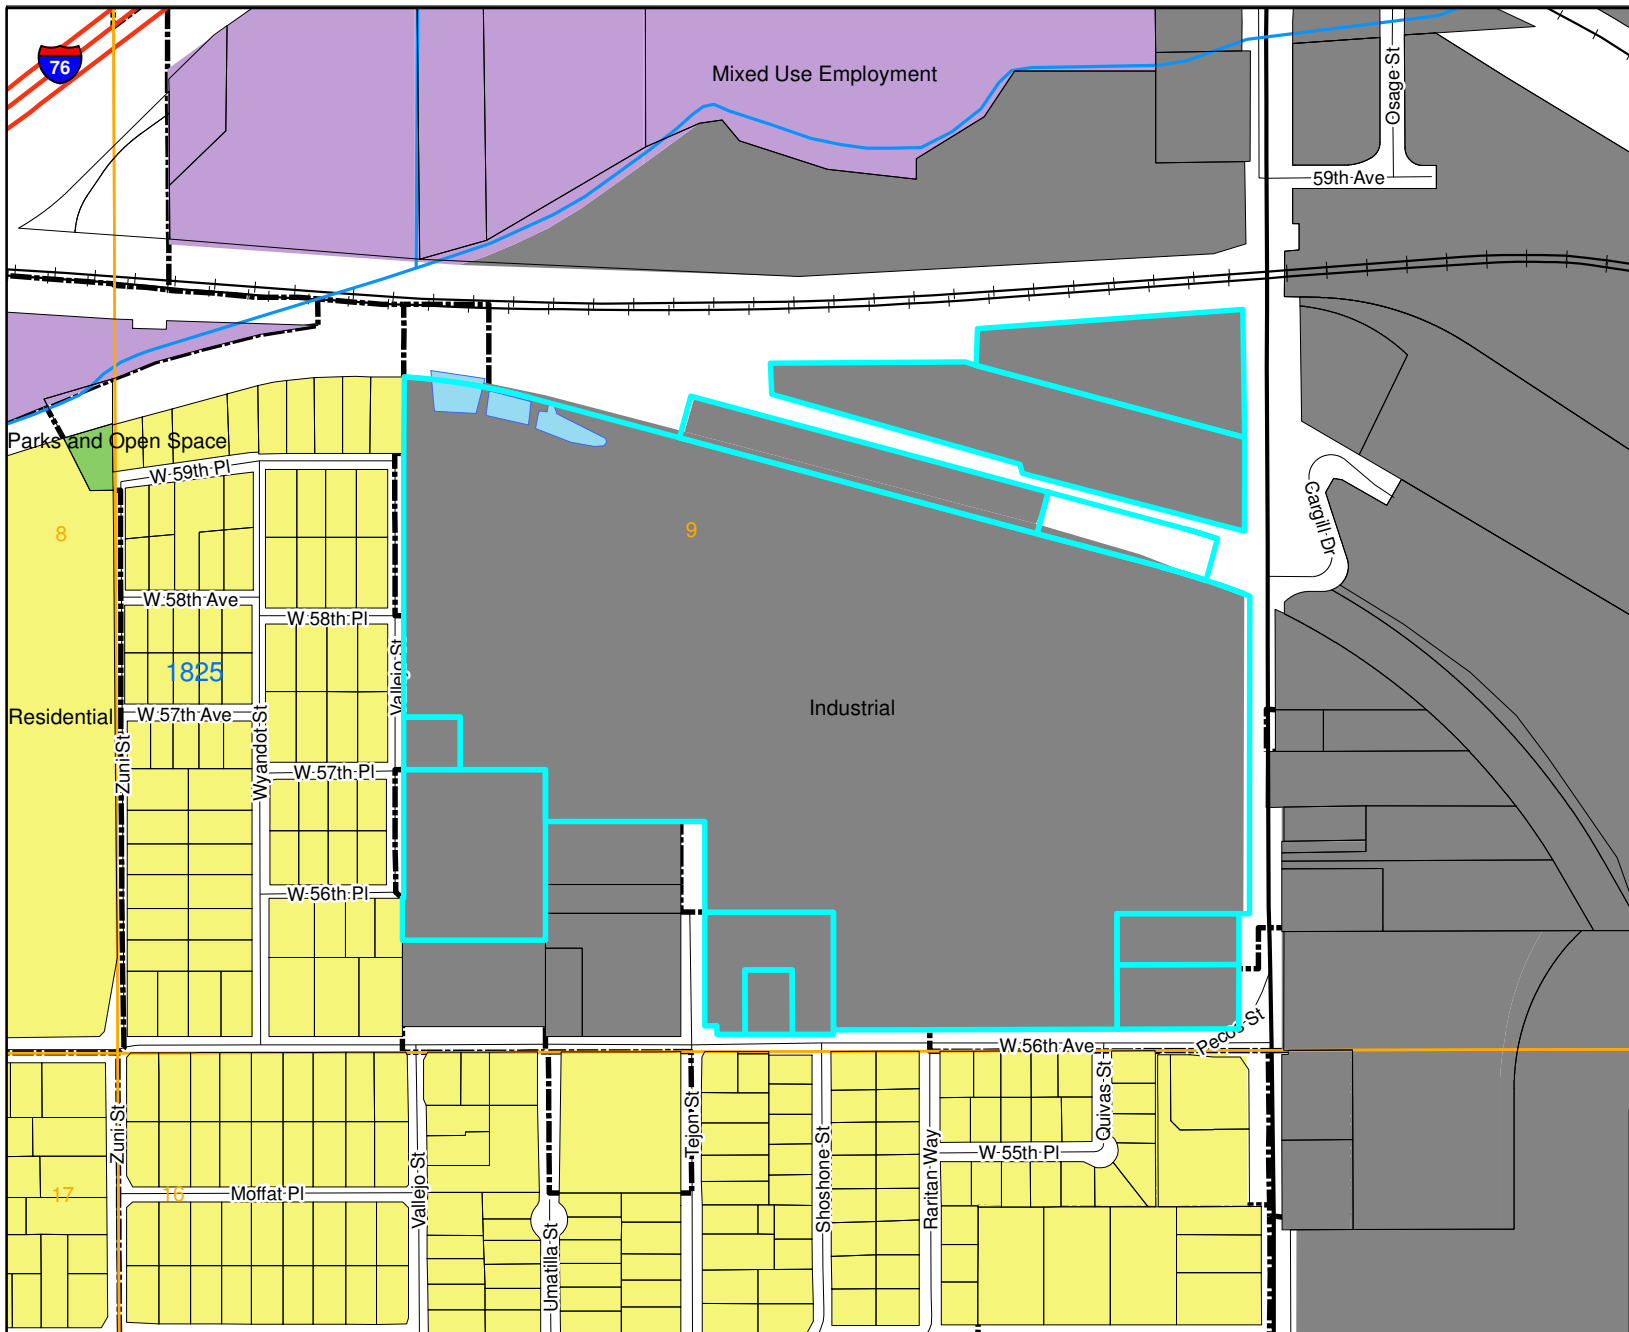 76
Mixed Use Employment
Osage St
59th Ave
Parks and Open Space
W 59th Pl
Cargill Dr
8
9
W 58th Ave
W 58th Pl
1825
Vallejo St
Residential
W 57th Ave
Industrial
Zuni St
Wyandot St
W 57th Pl
W 56th Pl
Pecos St
W 56th Ave
Zuni St
Vallejo St
Tejon St
Shoshone St
Raritan Way
Quivas St
W 55th Pl
17
16
Moffat Pl
Umatilla St